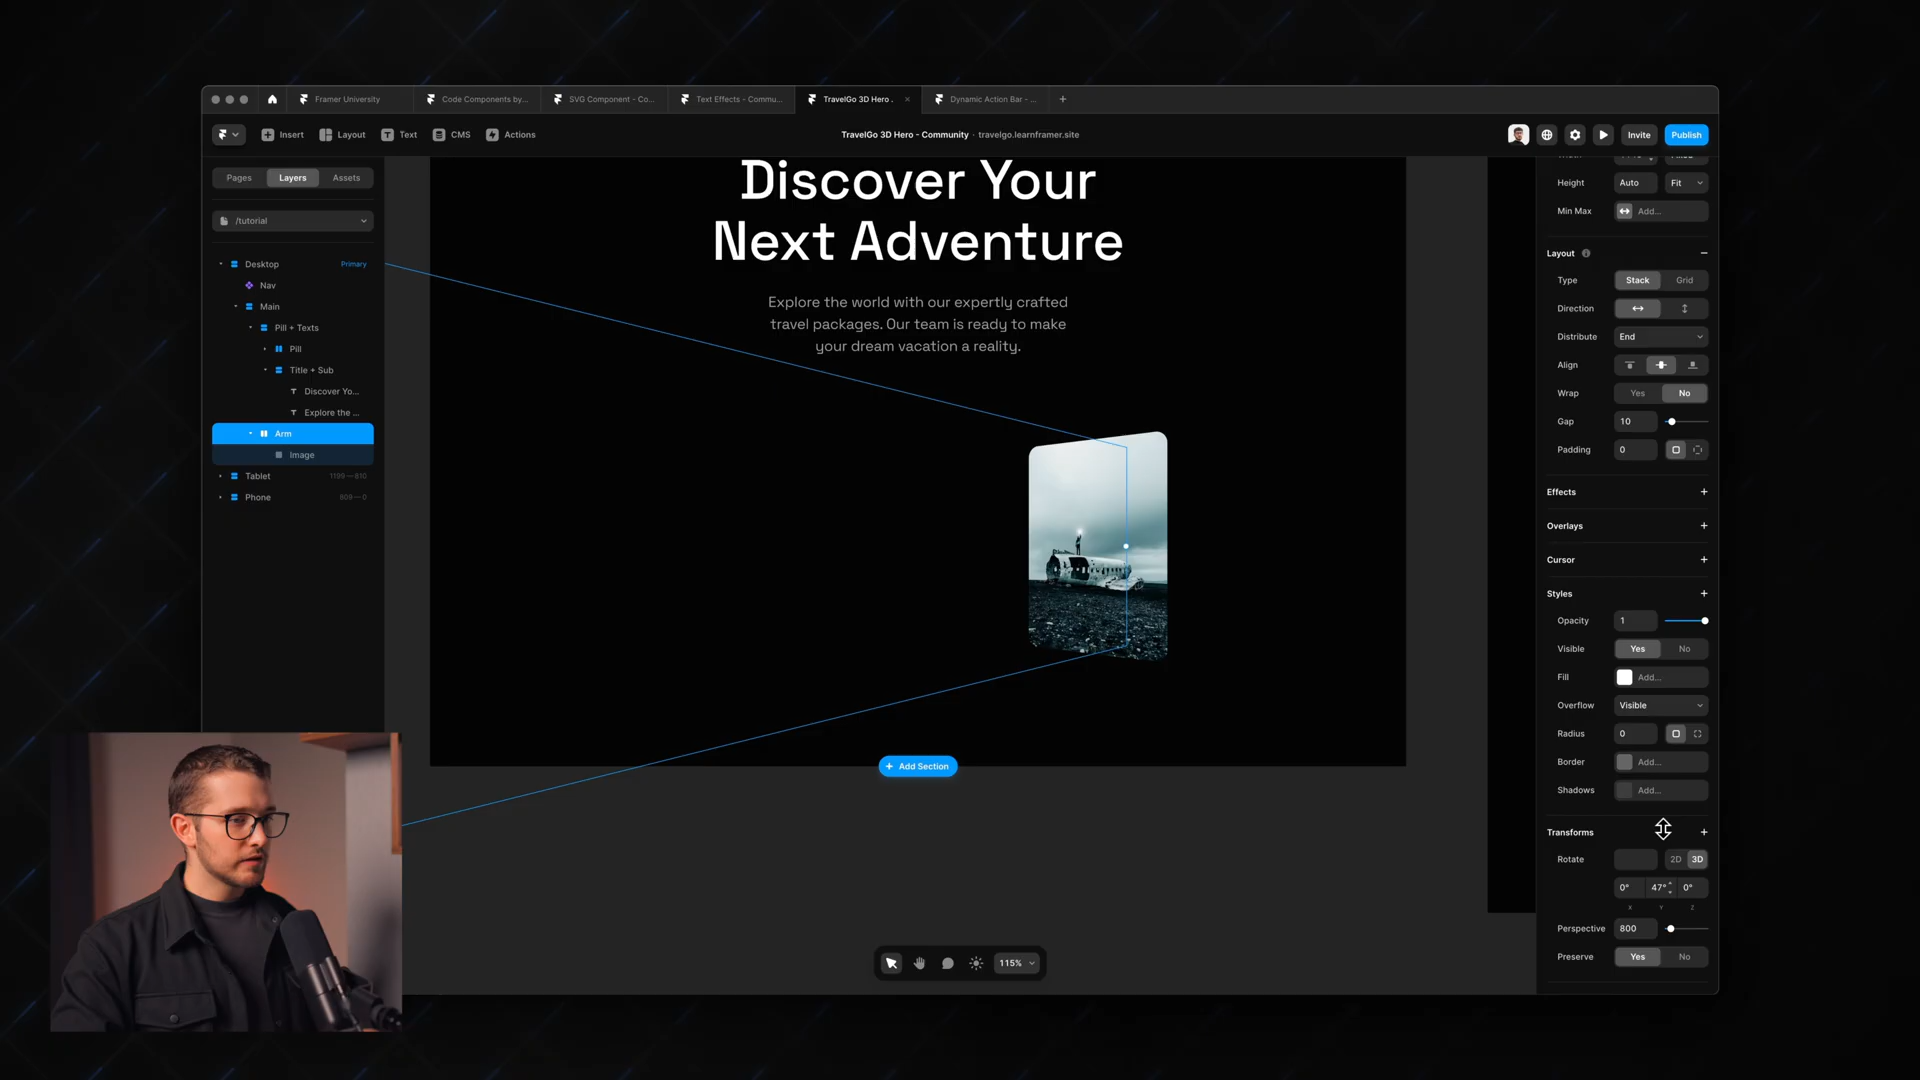 Framer University
Code Components by...
SVG Component - Co...
Text Effects - Commu...
TravelGo 3D Hero .
Dynamic Action Bar - ...
Insert
Layout
Text
CMS
Actions
TravelGo 3D Hero - Community · travelgo.learnframer.site
Invite
Publish
Pages
Layers
Assets
/tutorial
Desktop
Primary
Nav
Main
Pill + Texts
Pill
Title + Sub
Discover Yo...
Explore the ...
Arm
Image
Tablet
1199—810
Phone
809—0
Discover Your
Next Adventure
Explore the world with our expertly crafted
travel packages. Our team is ready to make
your dream vacation a reality.
Add Section
115%
Height Auto Fit
Min Max Add...
Layout
Type Stack Grid
Direction
Distribute End
Align
Wrap Yes No
Gap 10
Padding 0
Effects
Overlays
Cursor
Styles
Opacity 1
Visible Yes No
Fill Add...
Overflow Visible
Radius 0
Border Add...
Shadows Add...
Transforms
Rotate 2D 3D
0° 47° 0°
X Y Z
Perspective 800
Preserve Yes No